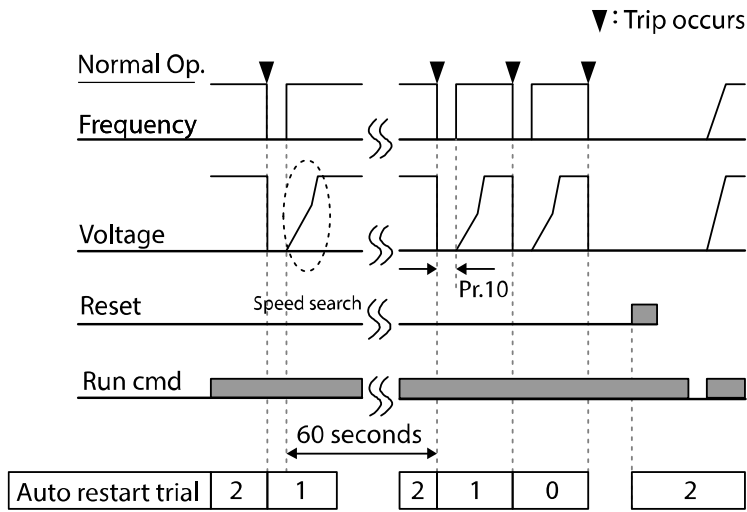 ▼: Trip occurs
Normal Op.
Frequency
Voltage
Pr.10
Reset
Speed search
Run cmd
60 seconds
Auto restart trial 2 1 2 1 0 2